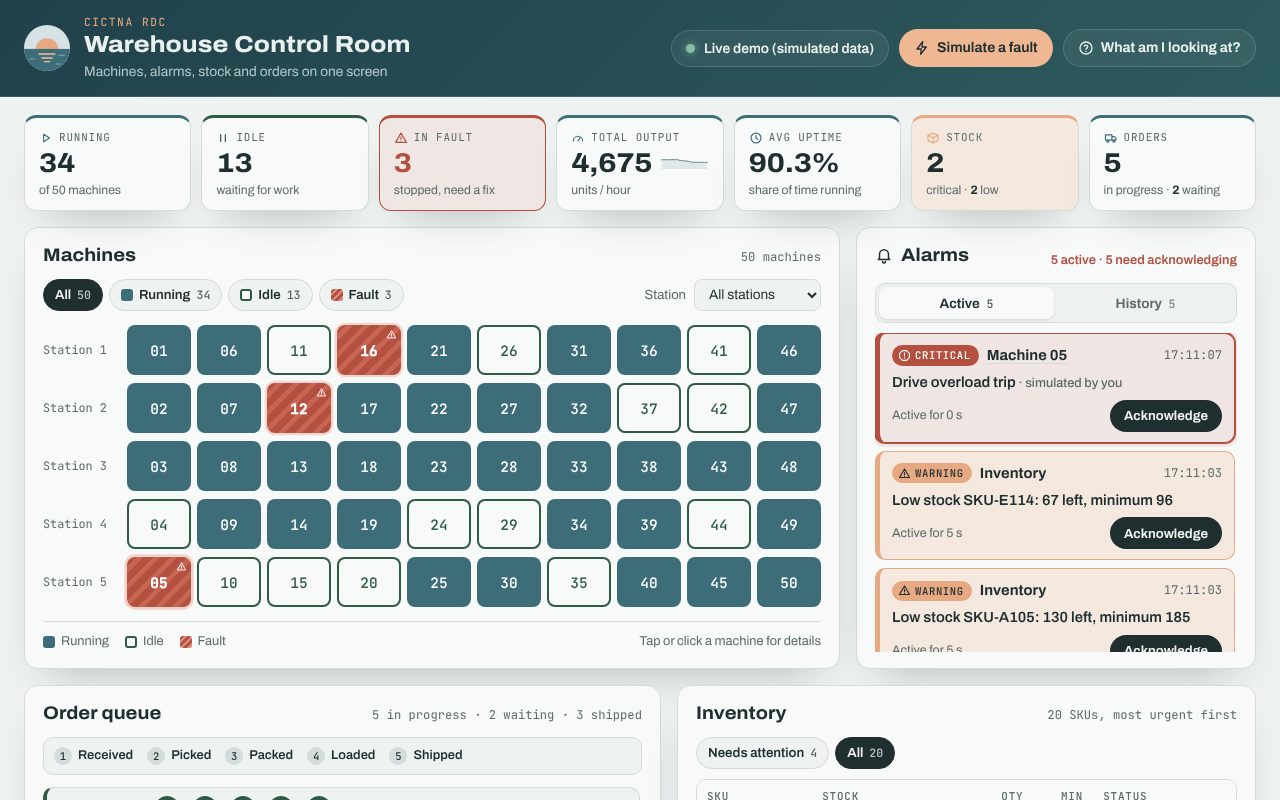 CICTNA RDC
Warehouse Control Room
Machines, alarms, stock and orders on one screen
Live demo (simulated data)
Simulate a fault
What am I looking at?
RUNNING
34
of 50 machines
IDLE
13
waiting for work
IN FAULT
3
stopped, need a fix
TOTAL OUTPUT
4,675
units / hour
AVG UPTIME
90.3%
share of time running
STOCK
2
critical · 2 low
ORDERS
5
in progress · 2 waiting
Machines
50 machines
All 50
Running 34
Idle 13
Fault 3
Station
All stations
Station 1 01 06 11 16 21 26 31 36 41 46
Station 2 02 07 12 17 22 27 32 37 42 47
Station 3 03 08 13 18 23 28 33 38 43 48
Station 4 04 09 14 19 24 29 34 39 44 49
Station 5 05 10 15 20 25 30 35 40 45 50
Running
Idle
Fault
Tap or click a machine for details
Alarms
5 active · 5 need acknowledging
Active 5
History 5
CRITICAL Machine 05 17:11:07
Drive overload trip · simulated by you
Active for 0 s
Acknowledge
WARNING Inventory 17:11:03
Low stock SKU-E114: 67 left, minimum 96
Active for 5 s
Acknowledge
WARNING Inventory 17:11:03
Low stock SKU-A105: 130 left, minimum 185
Active for 5 s
Acknowledge
Order queue
5 in progress · 2 waiting · 3 shipped
1 Received 2 Picked 3 Packed 4 Loaded 5 Shipped
Inventory
20 SKUs, most urgent first
Needs attention 4
All 20
SKU STOCK QTY MIN STATUS